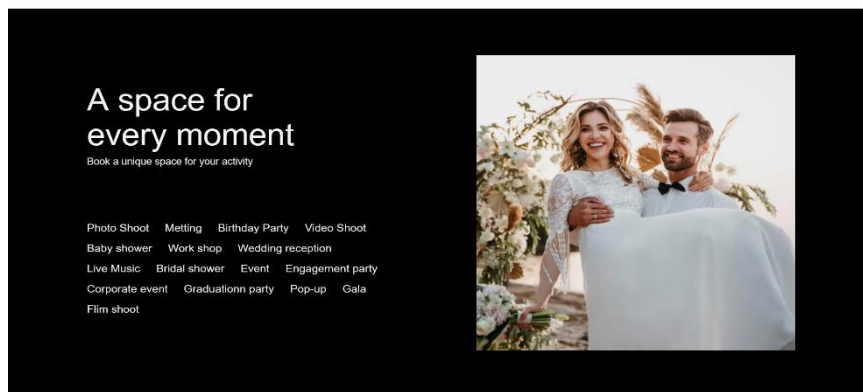 A space for
every moment
Book a unique space for your activity
Photo Shoot Metting Birthday Party Video Shoot
Baby shower Work shop Wedding reception
Live Music Bridal shower Event Engagement party
Corporate event Graduationn party Pop-up Gala
Flim shoot